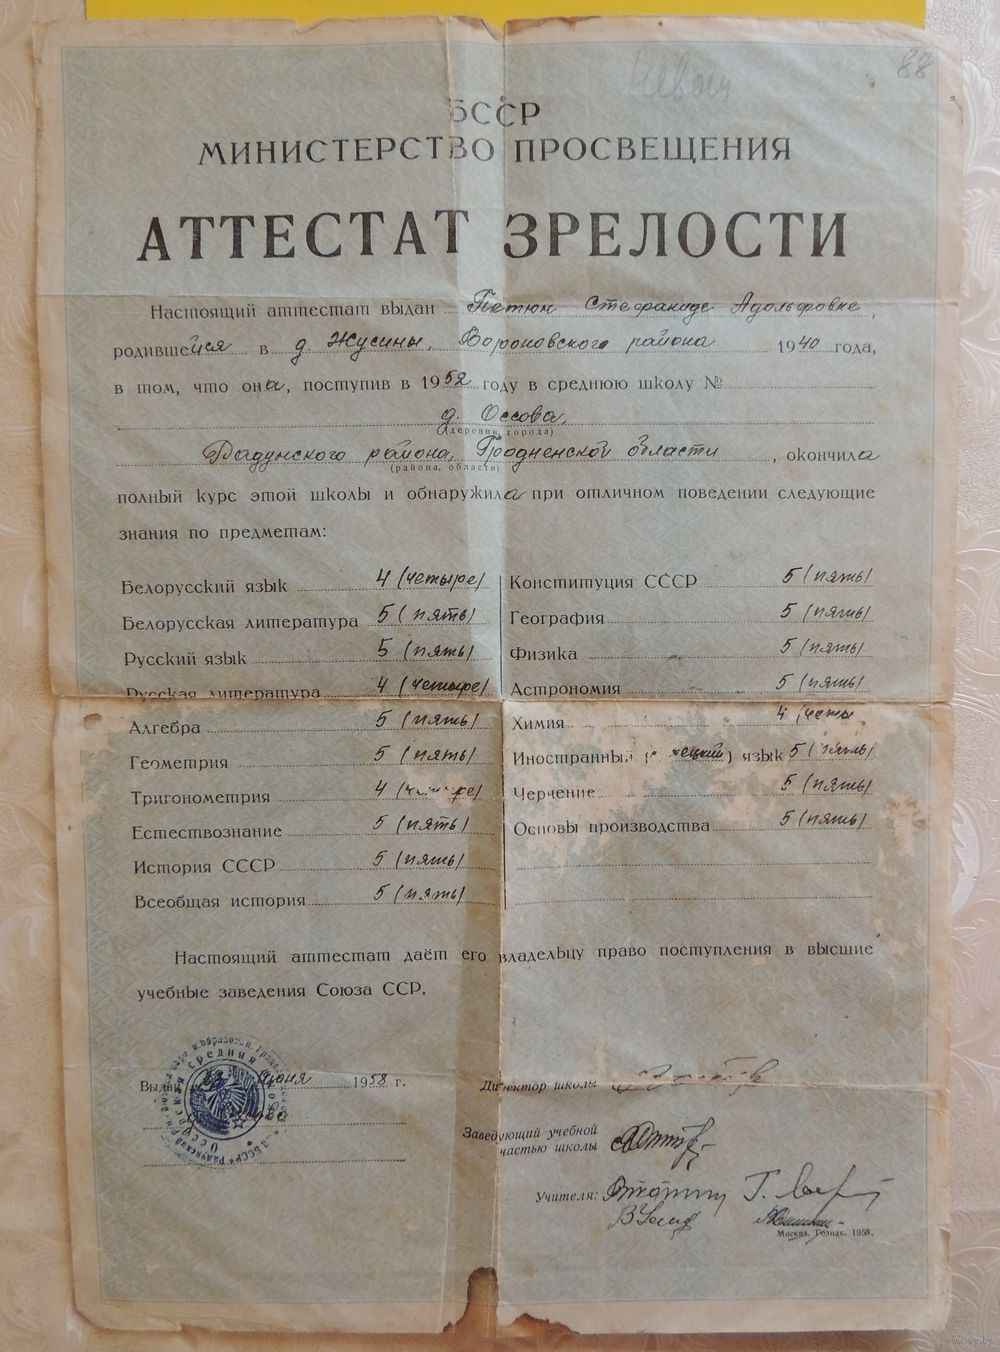 88
БССР
МИНИСТЕРСТВО ПРОСВЕЩЕНИЯ
АТТЕСТАТ ЗРЕЛОСТИ
Настоящий аттестат выдан Петюн Стефаниде Адольфовне,
родившейся в д. Жусины, Вороновского района 1940 года,
в том, что она, поступив в 1952 году в среднюю школу №
д. Оссова,
(деревни, города)
Радунского района, Гродненской области, окончила
(района, области)
полный курс этой школы и обнаружила при отличном поведении следующие
знания по предметам:
Белорусский язык 4 (четыре)
Белорусская литература 5 (пять)
Русский язык 5 (пять)
Русская литература 4 (четыре)
Алгебра 5 (пять)
Геометрия 5 (пять)
Тригонометрия 4 (четыре)
Естествознание 5 (пять)
История СССР 5 (пять)
Всеобщая история 5 (пять)
Конституция СССР 5 (пять)
География 5 (пять)
Физика 5 (пять)
Астрономия 5 (пять)
Химия 4 (четы
Иностранный (немецкий) язык 5 (пять)
Черчение 5 (пять)
Основы производства 5 (пять)
Настоящий аттестат даёт его владельцу право поступления в высшие
учебные заведения Союза ССР.
Выдан июня 1958 г.
Директор школы
Заведующий учебной
частью школы
Учителя:
Москва. Гознак. 1958.